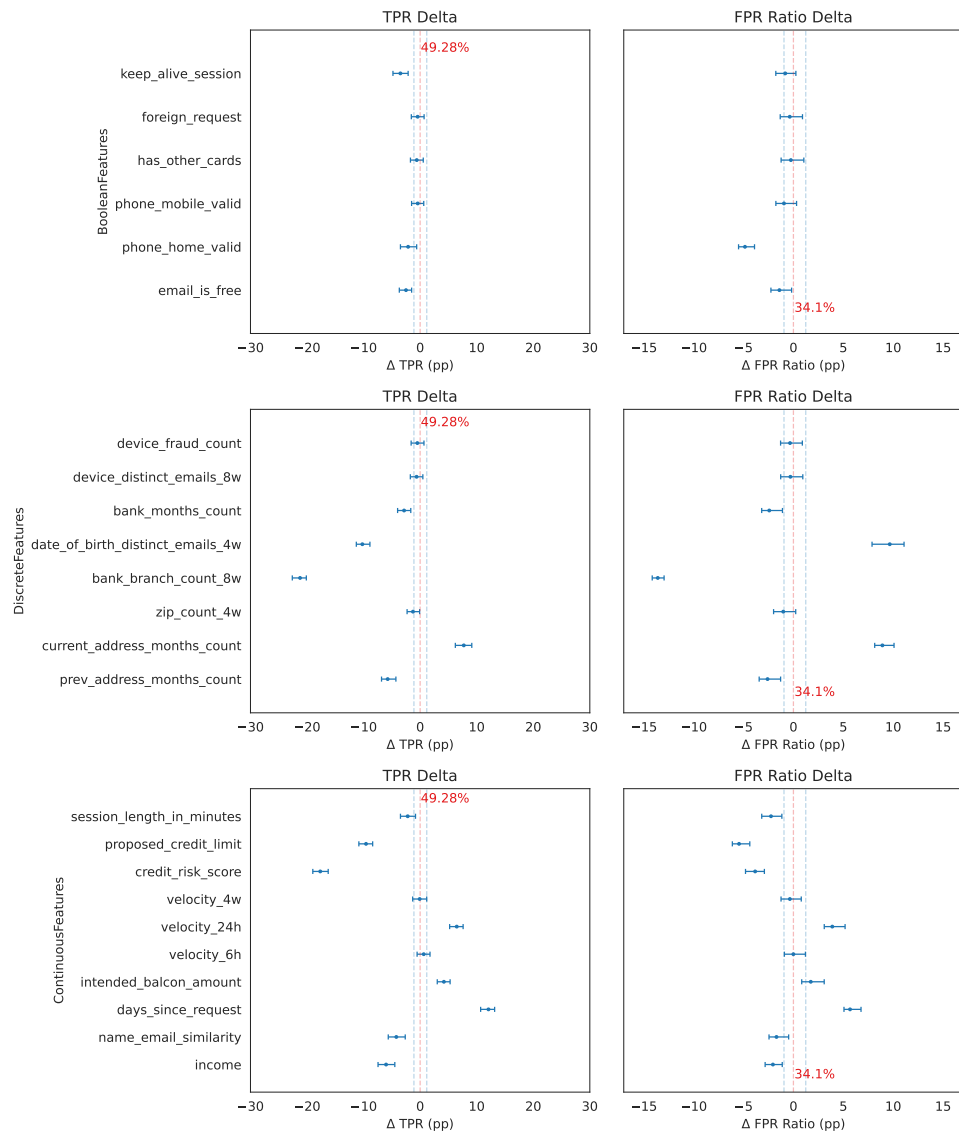 TPR Delta
FPR Ratio Delta
BooleanFeatures
49.28%
keep_alive_session
foreign_request
has_other_cards
phone_mobile_valid
phone_home_valid
email_is_free
34.1%
−30 −20 −10 0 10 20 30
−15 −10 −5 0 5 10 15
Δ TPR (pp)
Δ FPR Ratio (pp)
TPR Delta
FPR Ratio Delta
DiscreteFeatures
49.28%
device_fraud_count
device_distinct_emails_8w
bank_months_count
date_of_birth_distinct_emails_4w
bank_branch_count_8w
zip_count_4w
current_address_months_count
prev_address_months_count
34.1%
−30 −20 −10 0 10 20 30
−15 −10 −5 0 5 10 15
Δ TPR (pp)
Δ FPR Ratio (pp)
TPR Delta
FPR Ratio Delta
ContinuousFeatures
49.28%
session_length_in_minutes
proposed_credit_limit
credit_risk_score
velocity_4w
velocity_24h
velocity_6h
intended_balcon_amount
days_since_request
name_email_similarity
income
34.1%
−30 −20 −10 0 10 20 30
−15 −10 −5 0 5 10 15
Δ TPR (pp)
Δ FPR Ratio (pp)